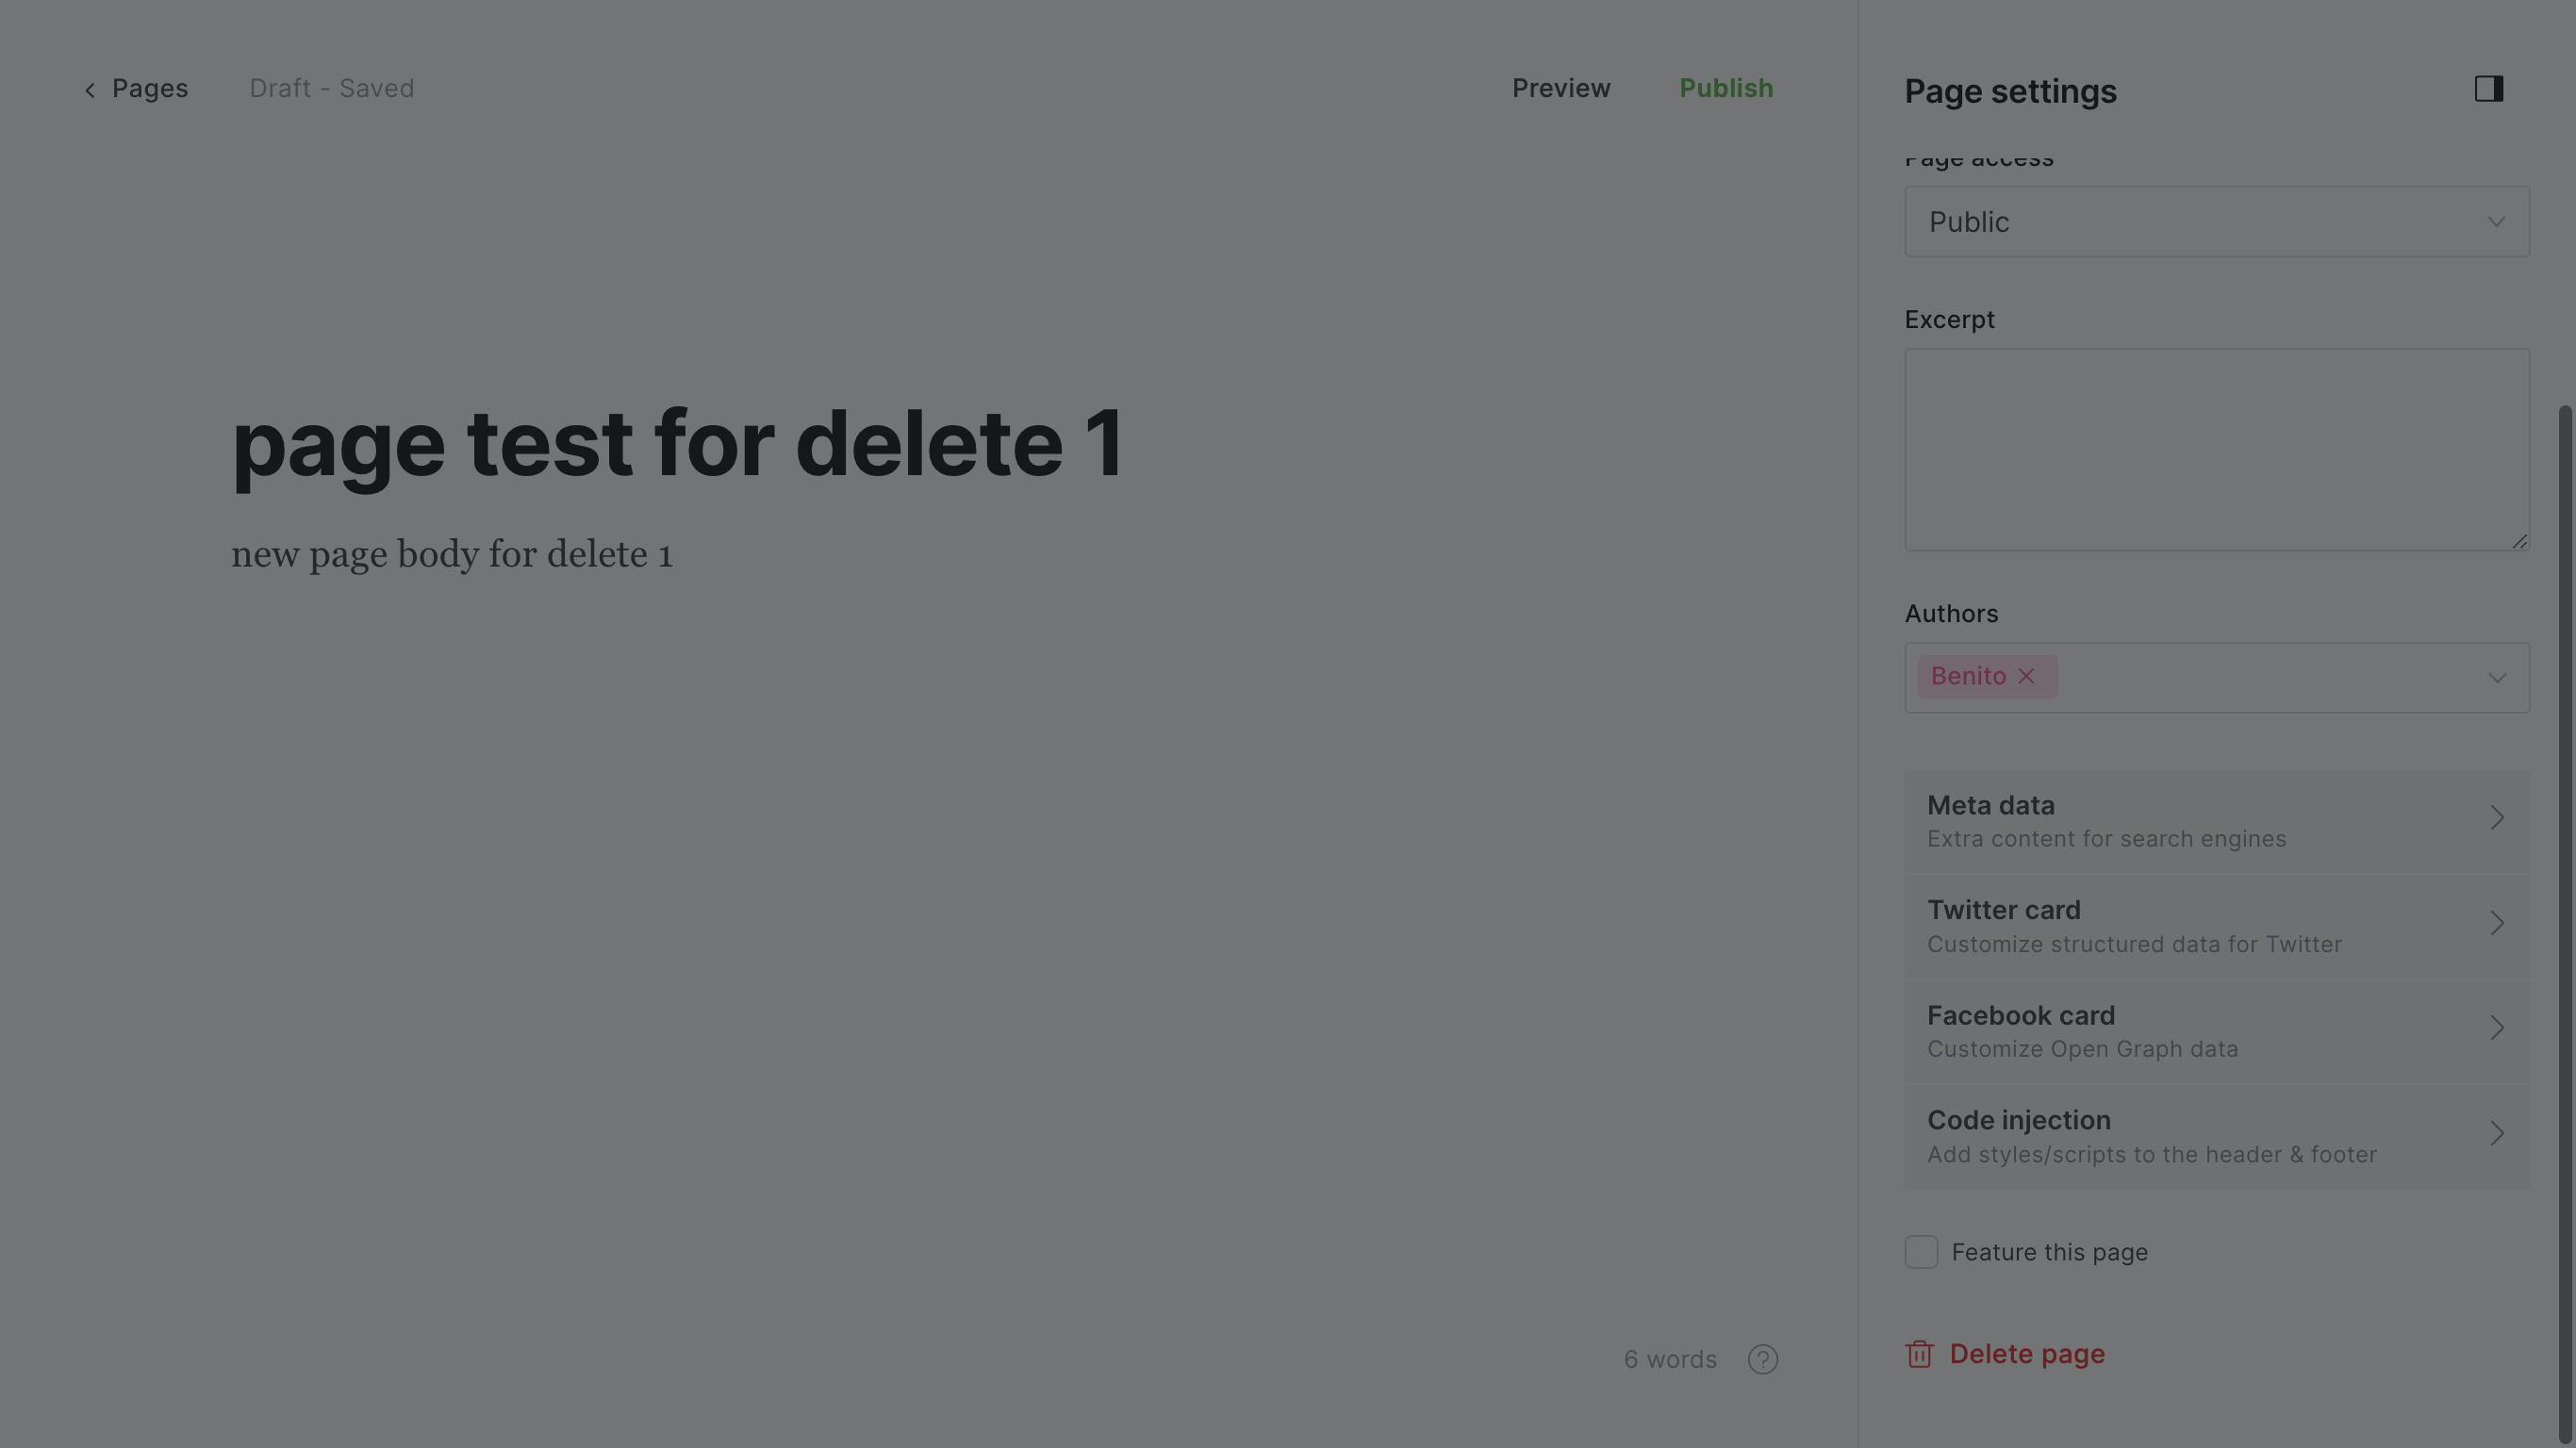 Pages
Draft - Saved
Preview
Publish
page test for delete 1
new page body for delete 1
6 words
?
Page settings
Page access
Public
Excerpt
Authors
Benito
Meta data
Extra content for search engines
Twitter card
Customize structured data for Twitter
Facebook card
Customize Open Graph data
Code injection
Add styles/scripts to the header & footer
Feature this page
Delete page